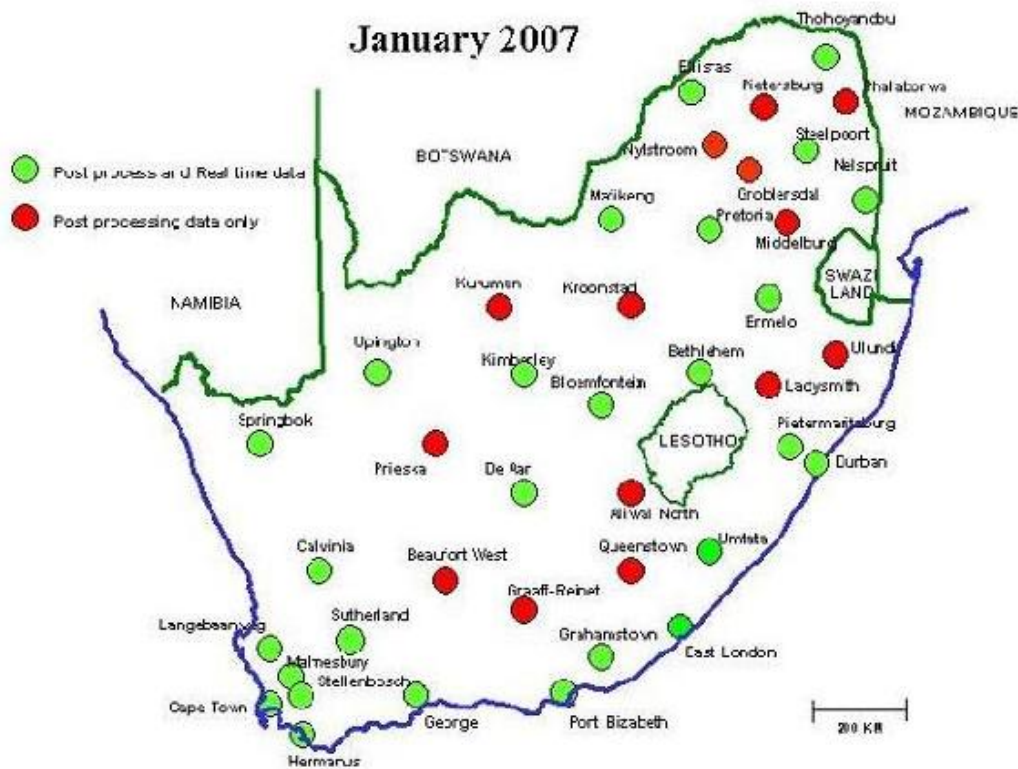 January 2007
Thohoyandou
Ellisras
Pietersburg
Phalaborwa
MOZAMBIQUE
BOTSWANA
Nylstroom
Steelpoort
Post process and Real time data
Nelspruit
Groblersdal
Mafikeng
Pretoria
Post processing data only
Middelburg
SWAZI
LAND
Kuruman
Kroonstad
NAMIBIA
Ermelo
Upington
Kimberley
Bethlehem
Ulundi
Bloemfontein
Ladysmith
Springbok
Pietermaritsburg
LESOTHO
Prieska
De Aar
Durban
Aliwal North
Calvinia
Beaufort West
Queenstown
Umtata
Graaff-Reinet
Sutherland
Langebaanweg
Grahamstown
East London
Malmesbury
Stellenbosch
Cape Town
George
Port Elizabeth
200 KM
Hermanus